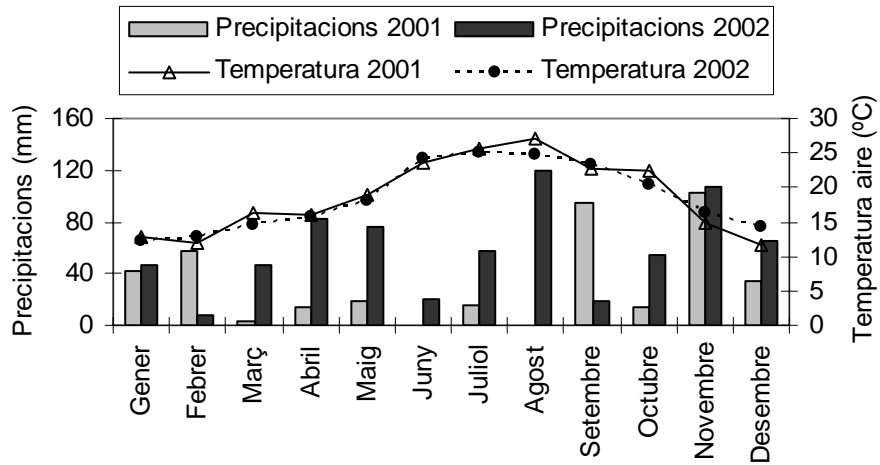 Precipitacions 2001 Precipitacions 2002
Temperatura 2001 Temperatura 2002
Precipitacions (mm)
160
120
80
40
0
30
25
20
15
10
5
0
Temperatura aire (ºC)
Gener
Febrer
Març
Abril
Maig
Juny
Juliol
Agost
Setembre
Octubre
Novembre
Desembre